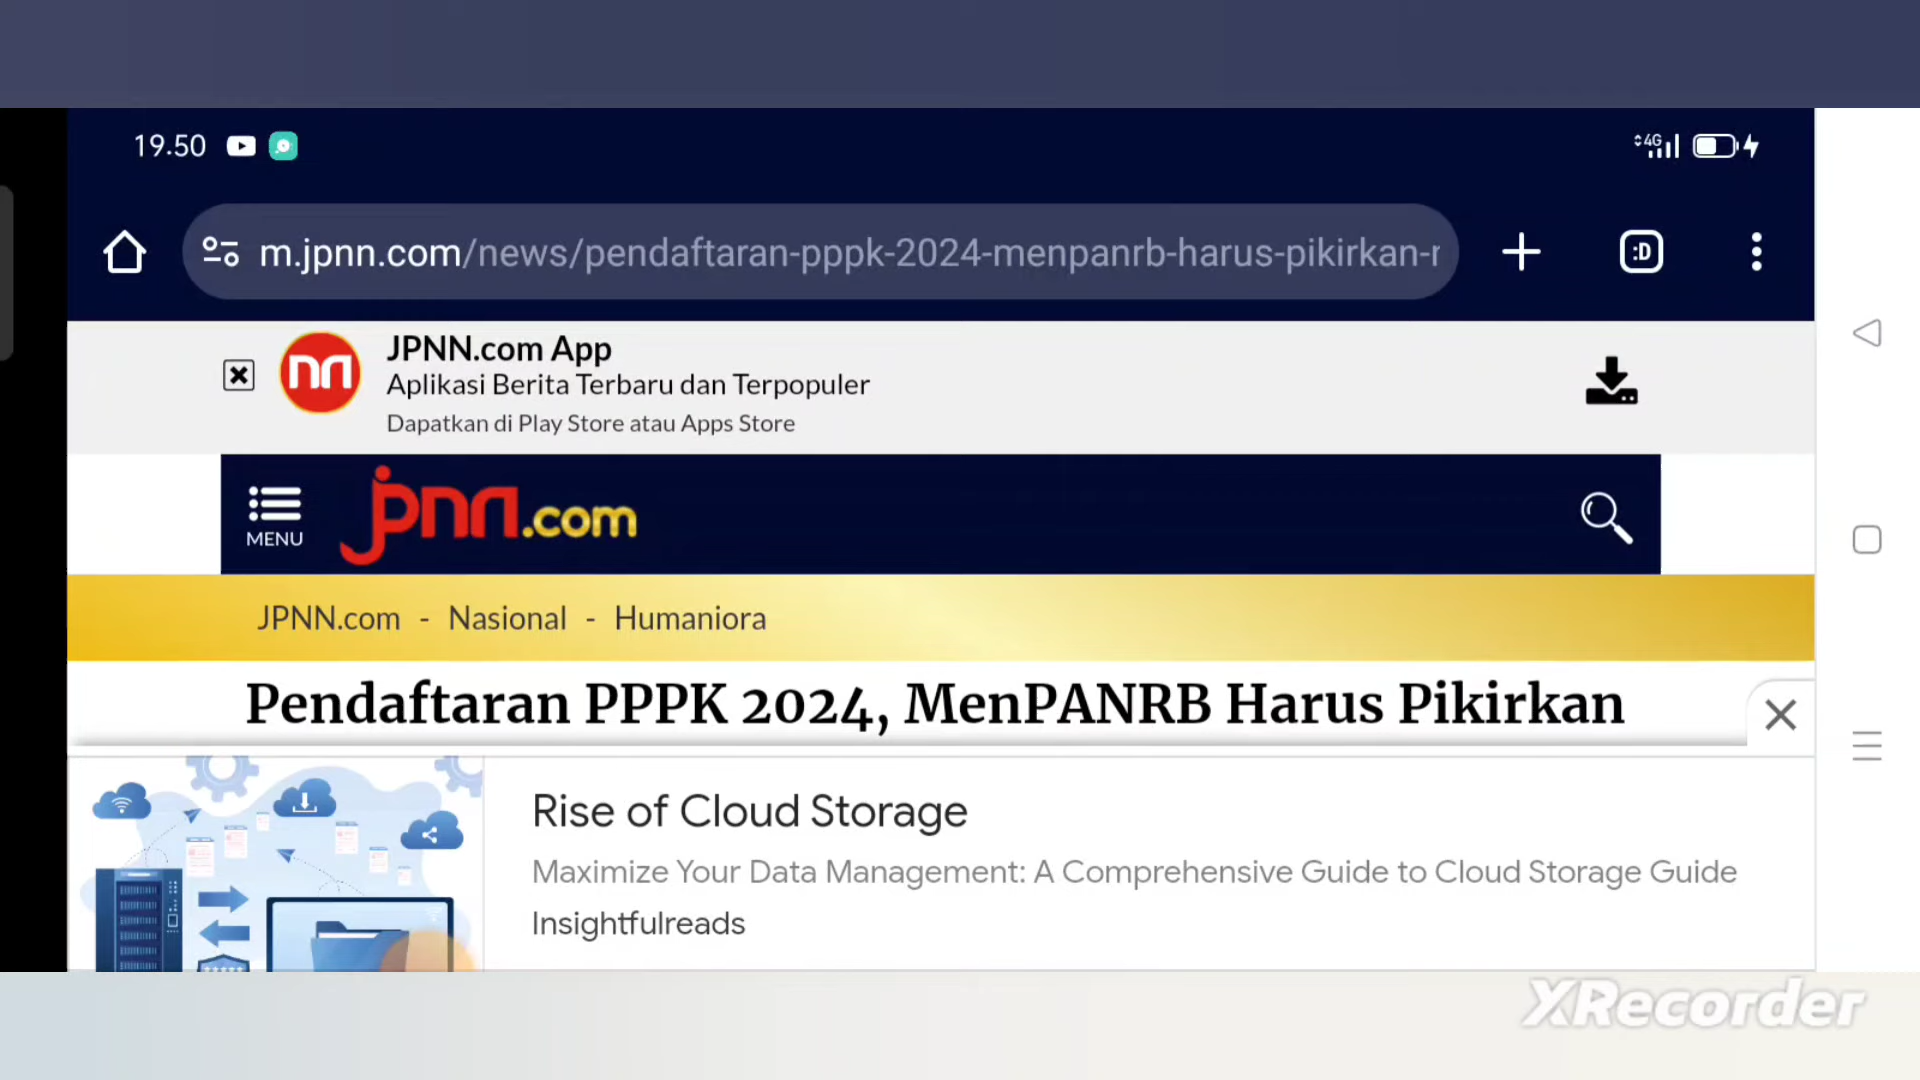 19.50
4G
m.jpnn.com/news/pendaftaran-pppk-2024-menpanrb-harus-pikirkan-r
:D
JPNN.com App
Aplikasi Berita Terbaru dan Terpopuler
Dapatkan di Play Store atau Apps Store
MENU
jpnn.com
JPNN.com - Nasional - Humaniora
Pendaftaran PPPK 2024, MenPANRB Harus Pikirkan
Rise of Cloud Storage
Maximize Your Data Management: A Comprehensive Guide to Cloud Storage Guide
Insightfulreads
XRecorder